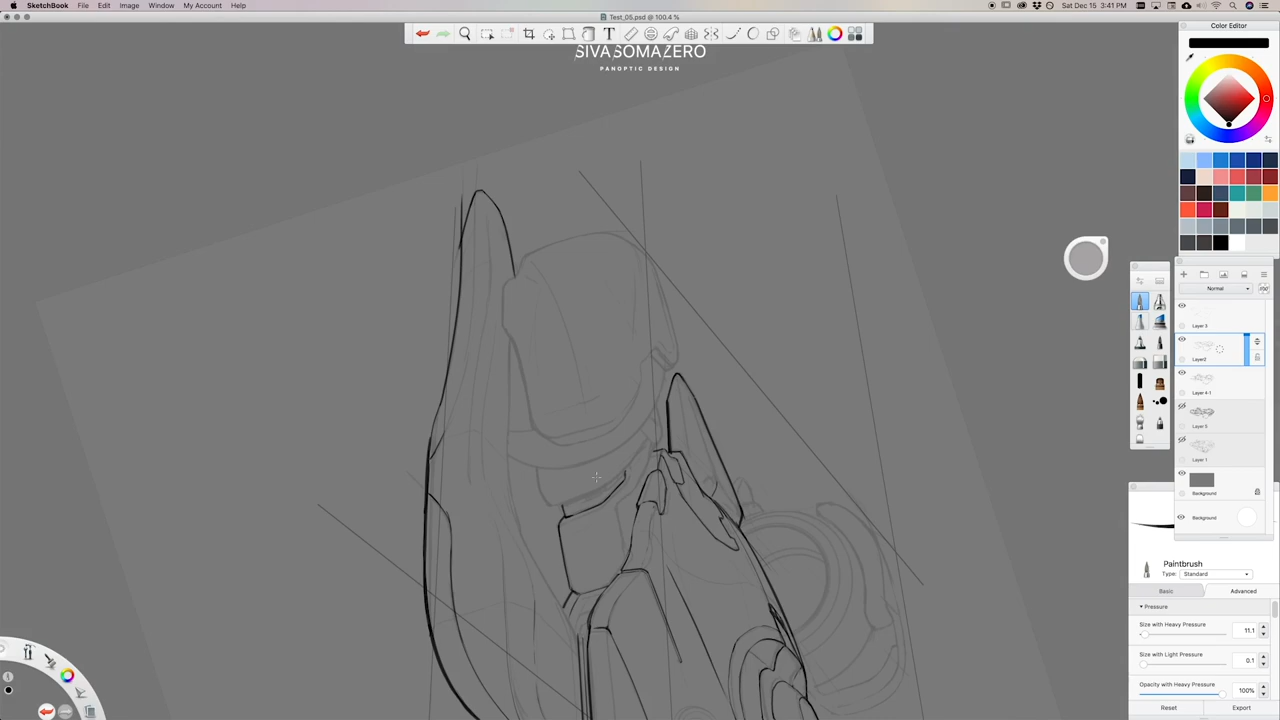 SketchBook File Edit Image Window My Account Help
Sat Dec 15 3:41 PM
Test_05.psd @ 100.4 %
Color Editor
SIVASOMAZERO
PANOPTIC DESIGN
Normal
Layer 3
Layer2
Layer 4-1
Layer 5
Layer 1
Background
Background
Paintbrush
Type: Standard
Basic Advanced
Pressure
Size with Heavy Pressure
11.1
Size with Light Pressure
0.1
Opacity with Heavy Pressure
100%
Reset Export